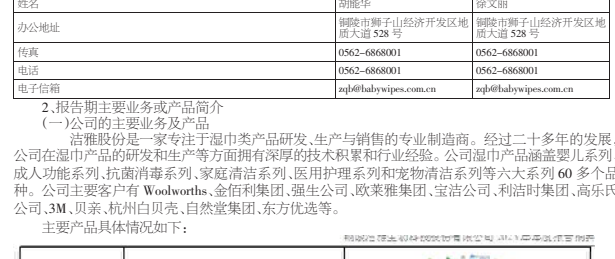 姓名 胡能华 徐文丽
办公地址 铜陵市狮子山经济开发区地质大道 528 号 铜陵市狮子山经济开发区地质大道 528 号
传真 0562-6868001 0562-6868001
电话 0562-6868001 0562-6868001
电子信箱 zqb@babywipes.com.cn zqb@babywipes.com.cn
2、报告期主要业务或产品简介
(一)公司的主要业务及产品
洁雅股份是一家专注于湿巾类产品研发、生产与销售的专业制造商。经过二十多年的发展,
公司在湿巾产品的研发和生产等方面拥有深厚的技术积累和行业经验。公司湿巾产品涵盖婴儿系列、
成人功能系列、抗菌消毒系列、家庭清洁系列、医用护理系列和宠物清洁系列等六大系列 60 多个品
种。公司主要客户有 Woolworths、金佰利集团、强生公司、欧莱雅集团、宝洁公司、利洁时集团、高乐氏
公司、3M、贝亲、杭州白贝壳、自然堂集团、东方优选等。
主要产品具体情况如下: